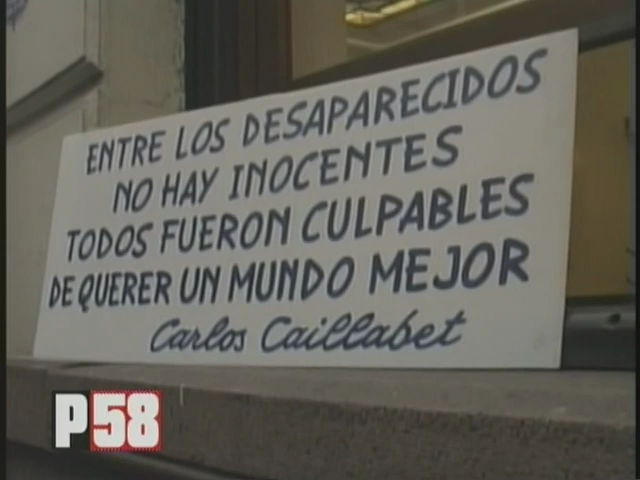 ENTRE LOS DESAPARECIDOS
NO HAY INOCENTES
TODOS FUERON CULPABLES
DE QUERER UN MUNDO MEJOR
Carlos Caillabet
P58